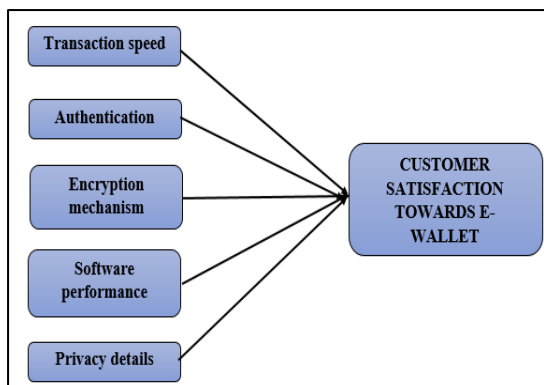 Transaction speed
Authentication
Encryption
mechanism
Software
performance
Privacy details
CUSTOMER
SATISFACTION
TOWARDS E-
WALLET